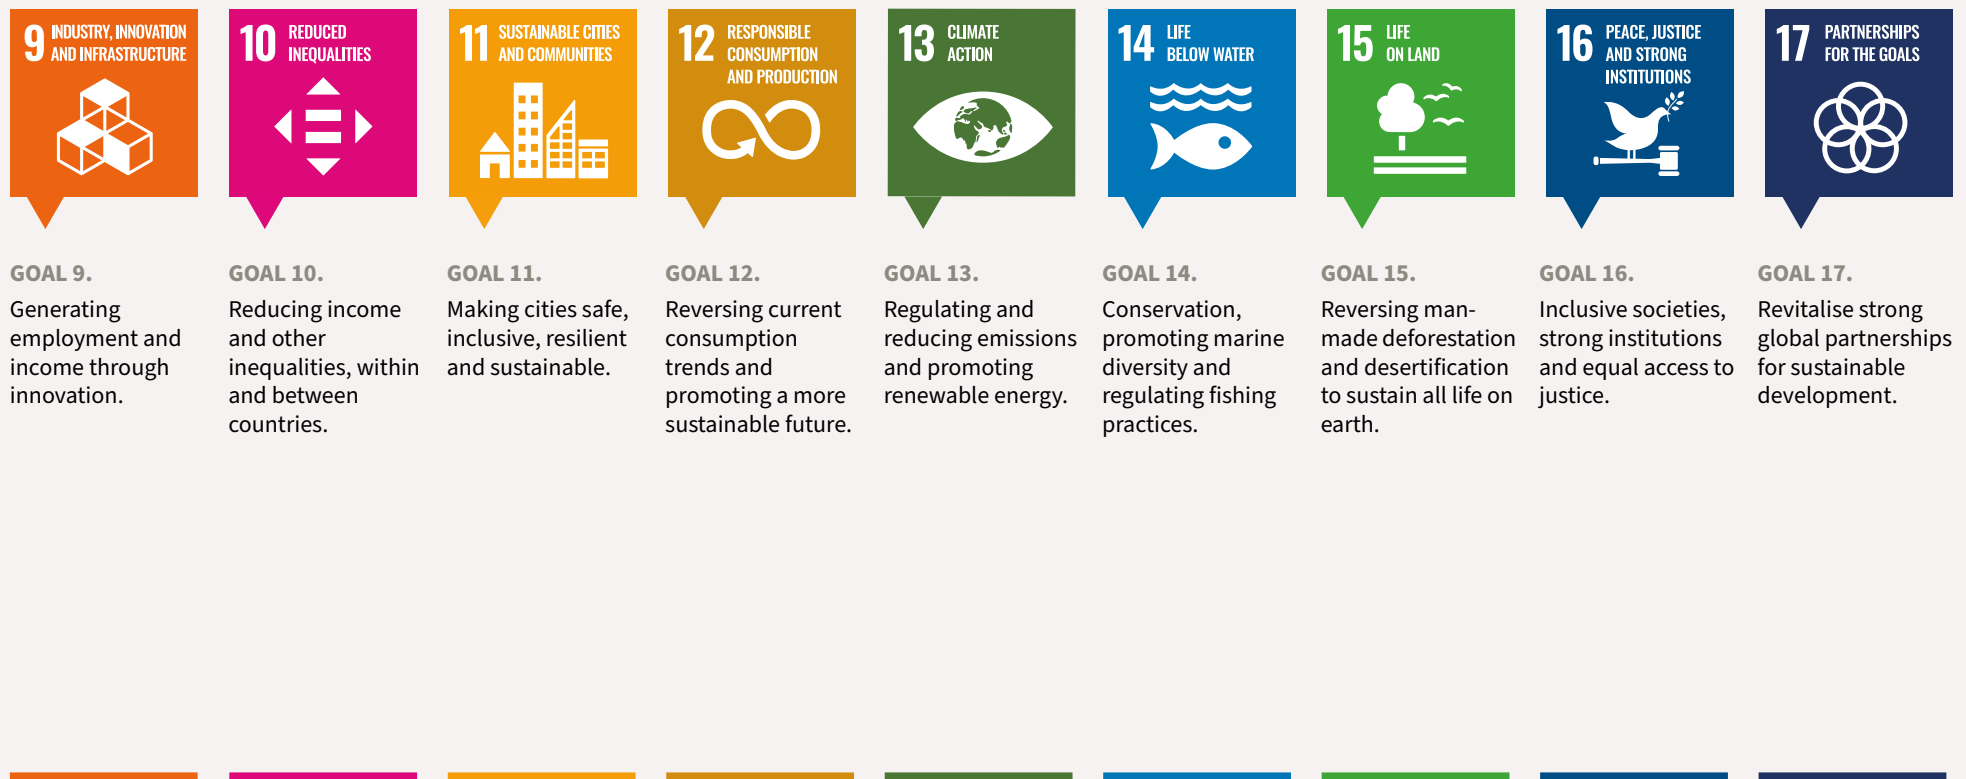 9 INDUSTRY, INNOVATION
AND INFRASTRUCTURE
10 REDUCED
INEQUALITIES
11 SUSTAINABLE CITIES
AND COMMUNITIES
12 RESPONSIBLE
CONSUMPTION
AND PRODUCTION
13 CLIMATE
ACTION
14 LIFE
BELOW WATER
15 LIFE
ON LAND
16 PEACE, JUSTICE
AND STRONG
INSTITUTIONS
17 PARTNERSHIPS
FOR THE GOALS
GOAL 9.
Generating
employment and
income through
innovation.
GOAL 10.
Reducing income
and other
inequalities, within
and between
countries.
GOAL 11.
Making cities safe,
inclusive, resilient
and sustainable.
GOAL 12.
Reversing current
consumption
trends and
promoting a more
sustainable future.
GOAL 13.
Regulating and
reducing emissions
and promoting
renewable energy.
GOAL 14.
Conservation,
promoting marine
diversity and
regulating fishing
practices.
GOAL 15.
Reversing man-
made deforestation
and desertification
to sustain all life on
earth.
GOAL 16.
Inclusive societies,
strong institutions
and equal access to
justice.
GOAL 17.
Revitalise strong
global partnerships
for sustainable
development.